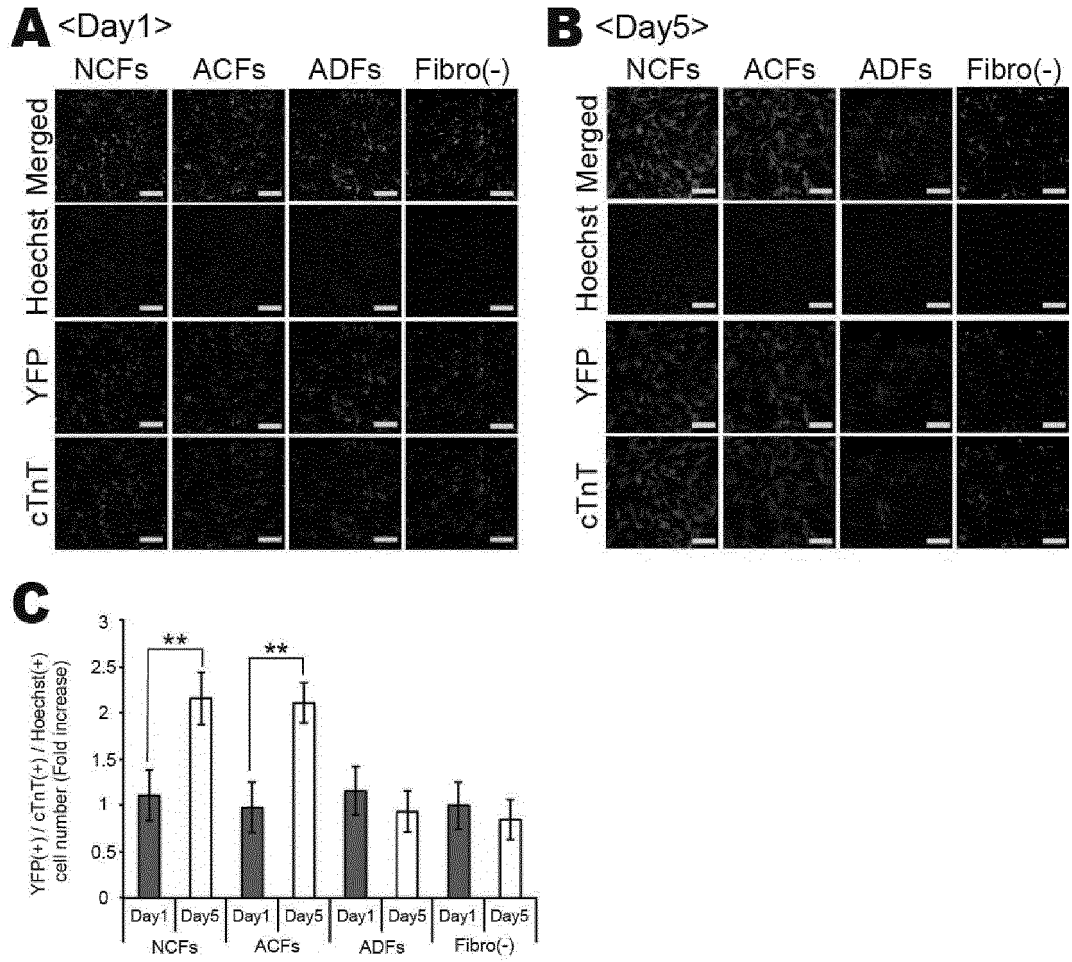 A <Day1>
NCFs ACFs ADFs Fibro(-)
Merged
Hoechst
YFP
cTnT
B <Day5>
NCFs ACFs ADFs Fibro(-)
Merged
Hoechst
YFP
cTnT
C
YFP(+) / cTnT(+) / Hoechst(+)
cell number (Fold increase)
3
2.5
2
1.5
1
0.5
0
** **
Day1 Day5 Day1 Day5 Day1 Day5 Day1 Day5
NCFs ACFs ADFs Fibro(-)